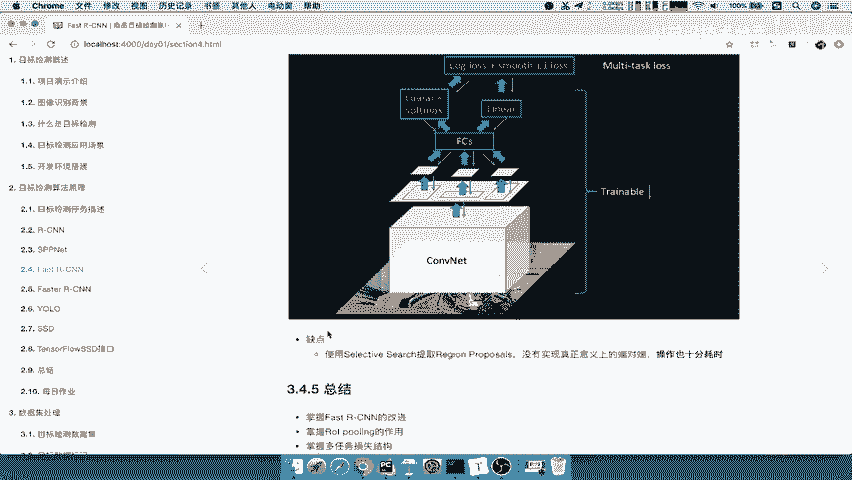 Chrome 文件 修改 视图 历史记录 书签 其他人 电动窗 帮助
100%
Fast R-CNN |
localhost:4000/day01/section4.html
1. 目标检测概述
1.1. 项目演示介绍
1.2. 图像识别背景
1.3. 什么是目标检测
1.4. 目标检测应用场景
1.5. 开发环境搭建
2. 目标检测算法原理
2.1. 目标检测任务描述
2.2. R-CNN
2.3. SPPNet
2.4. Fast R-CNN
2.5. Faster R-CNN
2.6. YOLO
2.7. SSD
2.8. TensorFlowSSD接口
2.9. 总结
2.10. 每日作业
3. 数据集处理
3.1. 目标检测数据集
Log loss + smooth L1 loss
Multi-task loss
Linear +
softmax
Linear
FCs
Trainable
ConvNet
缺点
使用Selective Search提取Region Proposals，没有实现真正意义上的端对端，操作也十分耗时
3.4.5 总结
掌握Fast R-CNN的改进
掌握RoI pooling的作用
掌握多任务损失结构